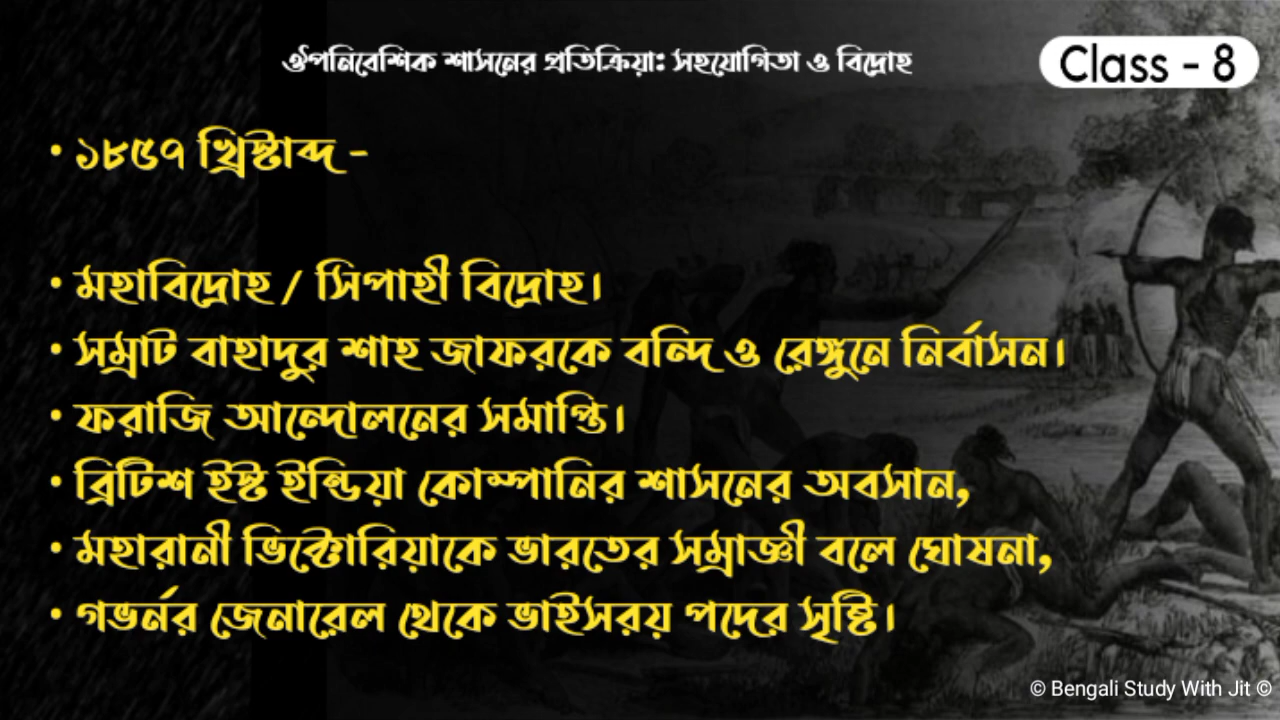 ঔপনিবেশিক শাসনের প্রতিক্রিয়াঃ সহযোগিতা ও বিদ্রোহ
Class - 8
• ১৮৫৭ খ্রিস্টাব্দ -
• মহাবিদ্রোহ / সিপাহী বিদ্রোহ।
• সম্রাট বাহাদুর শাহ জাফরকে বন্দি ও রেঙ্গুনে নির্বাসন।
• ফরাজি আন্দোলনের সমাপ্তি।
• ব্রিটিশ ইস্ট ইন্ডিয়া কোম্পানির শাসনের অবসান,
• মহারানী ভিক্টোরিয়াকে ভারতের সম্রাজ্ঞী বলে ঘোষনা,
• গভর্নর জেনারেল থেকে ভাইসরয় পদের সৃষ্টি।
© Bengali Study With Jit ©